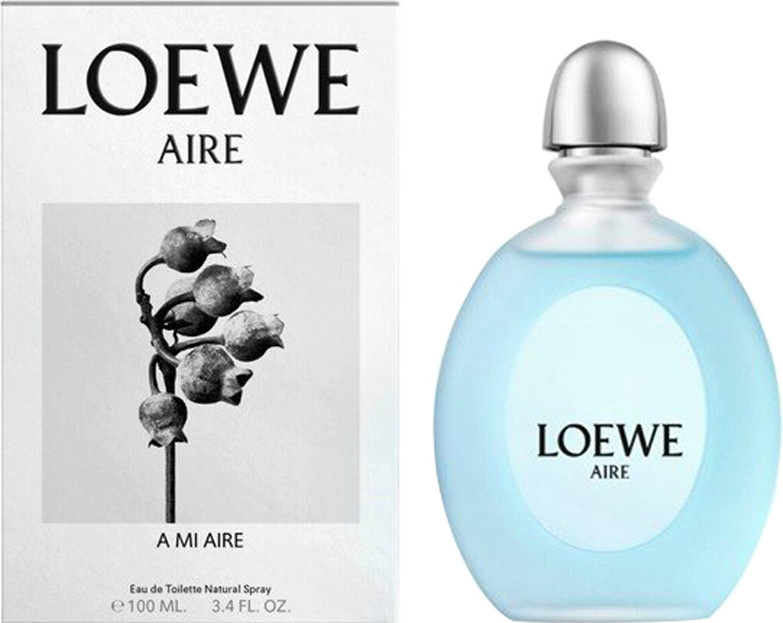 LOEWE
AIRE
A MI AIRE
Eau de Toilette Natural Spray
℮100 ML. 3.4 FL. OZ.
LOEWE
AIRE